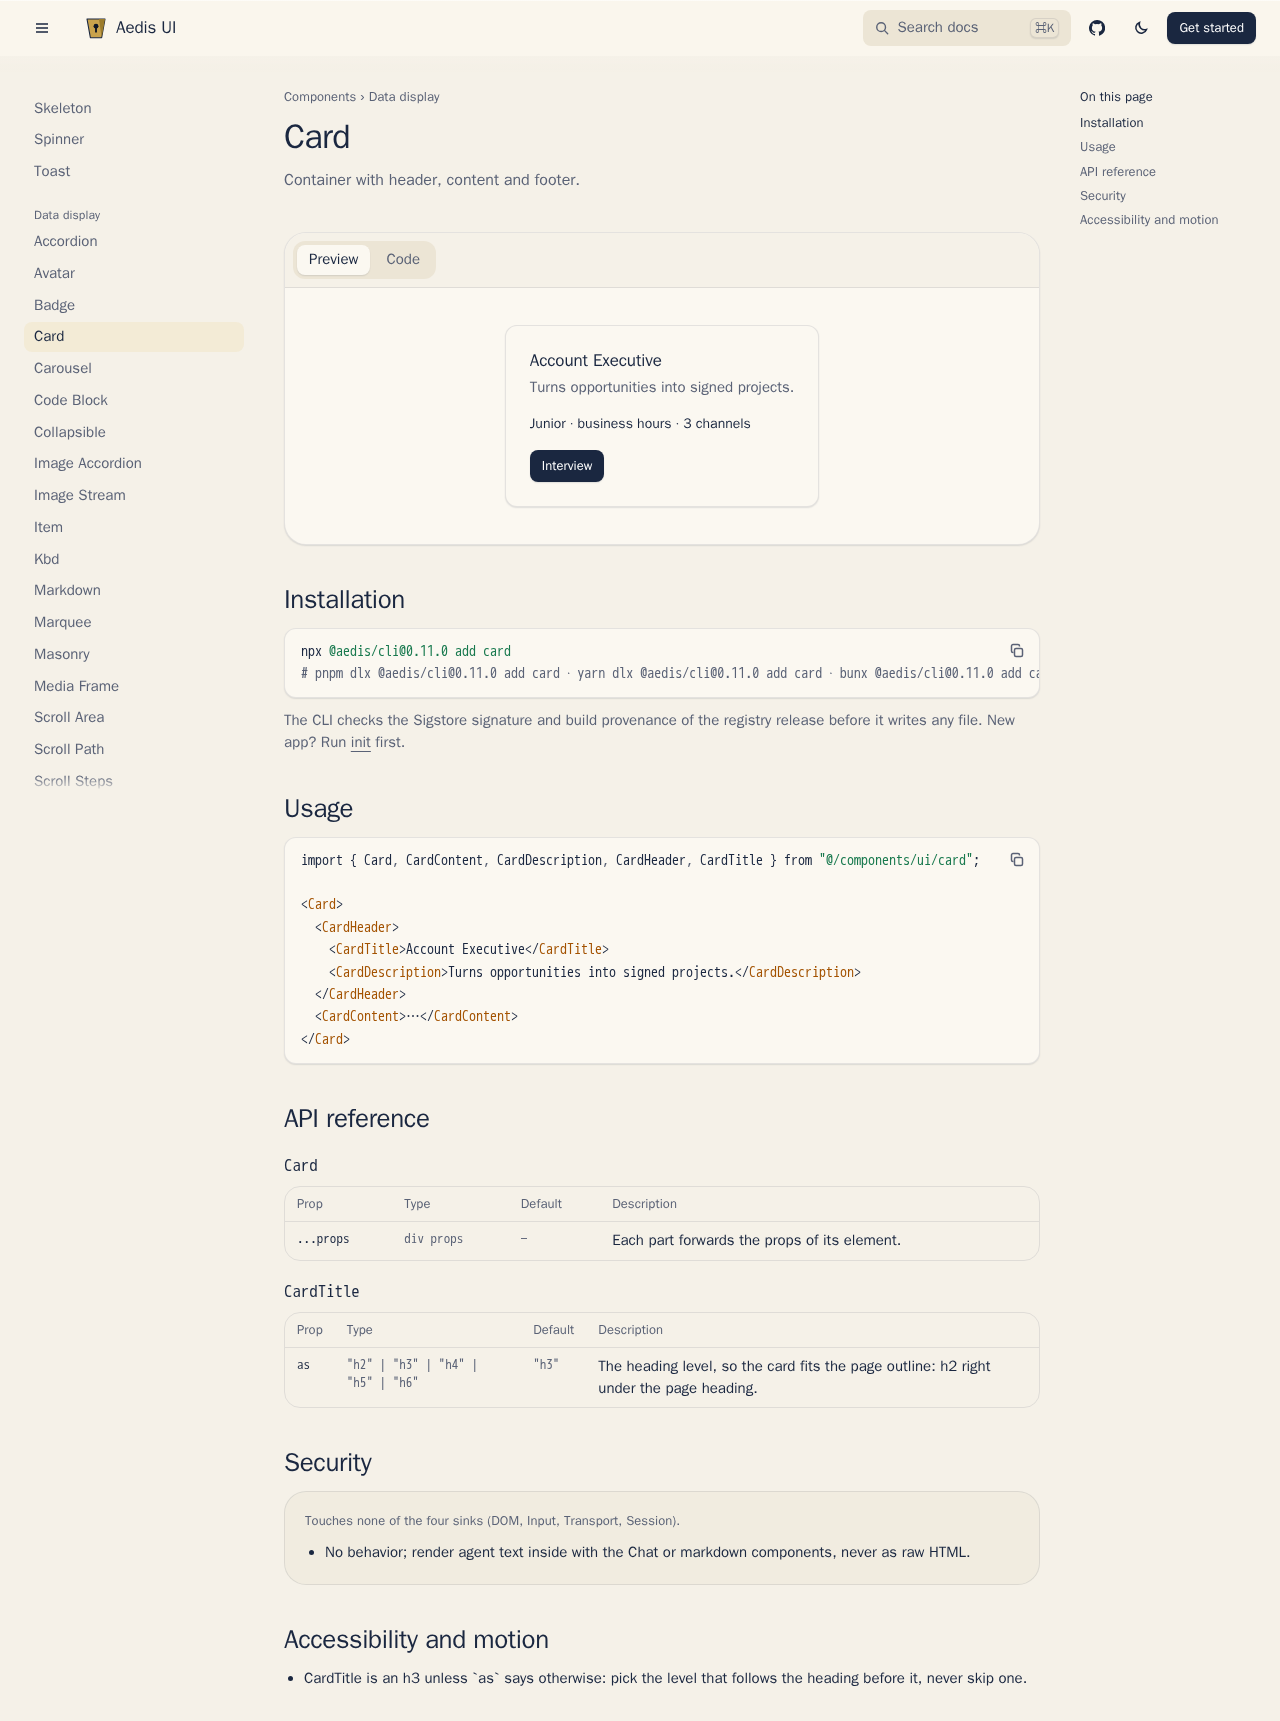 Aedis UI
Search docs
⌘K
Get started
Skeleton
Spinner
Toast
Data display
Accordion
Avatar
Badge
Card
Carousel
Code Block
Collapsible
Image Accordion
Image Stream
Item
Kbd
Markdown
Marquee
Masonry
Media Frame
Scroll Area
Scroll Path
Scroll Steps
Components › Data display
Card
Container with header, content and footer.
Preview
Code
Account Executive
Turns opportunities into signed projects.
Junior · business hours · 3 channels
Interview
Installation
npx @aedis/cli@0.11.0 add card
# pnpm dlx @aedis/cli@0.11.0 add card · yarn dlx @aedis/cli@0.11.0 add card · bunx @aedis/cli@0.11.0 add ca
The CLI checks the Sigstore signature and build provenance of the registry release before it writes any file. New
app? Run init first.
Usage
import { Card, CardContent, CardDescription, CardHeader, CardTitle } from "@/components/ui/card";
<Card>
<CardHeader>
<CardTitle>Account Executive</CardTitle>
<CardDescription>Turns opportunities into signed projects.</CardDescription>
</CardHeader>
<CardContent>…</CardContent>
</Card>
API reference
Card
Prop Type Default Description
...props div props — Each part forwards the props of its element.
CardTitle
Prop Type Default Description
as "h2" | "h3" | "h4" | "h3" The heading level, so the card fits the page outline: h2 right
"h5" | "h6" under the page heading.
Security
Touches none of the four sinks (DOM, Input, Transport, Session).
• No behavior; render agent text inside with the Chat or markdown components, never as raw HTML.
Accessibility and motion
• CardTitle is an h3 unless `as` says otherwise: pick the level that follows the heading before it, never skip one.
On this page
Installation
Usage
API reference
Security
Accessibility and motion